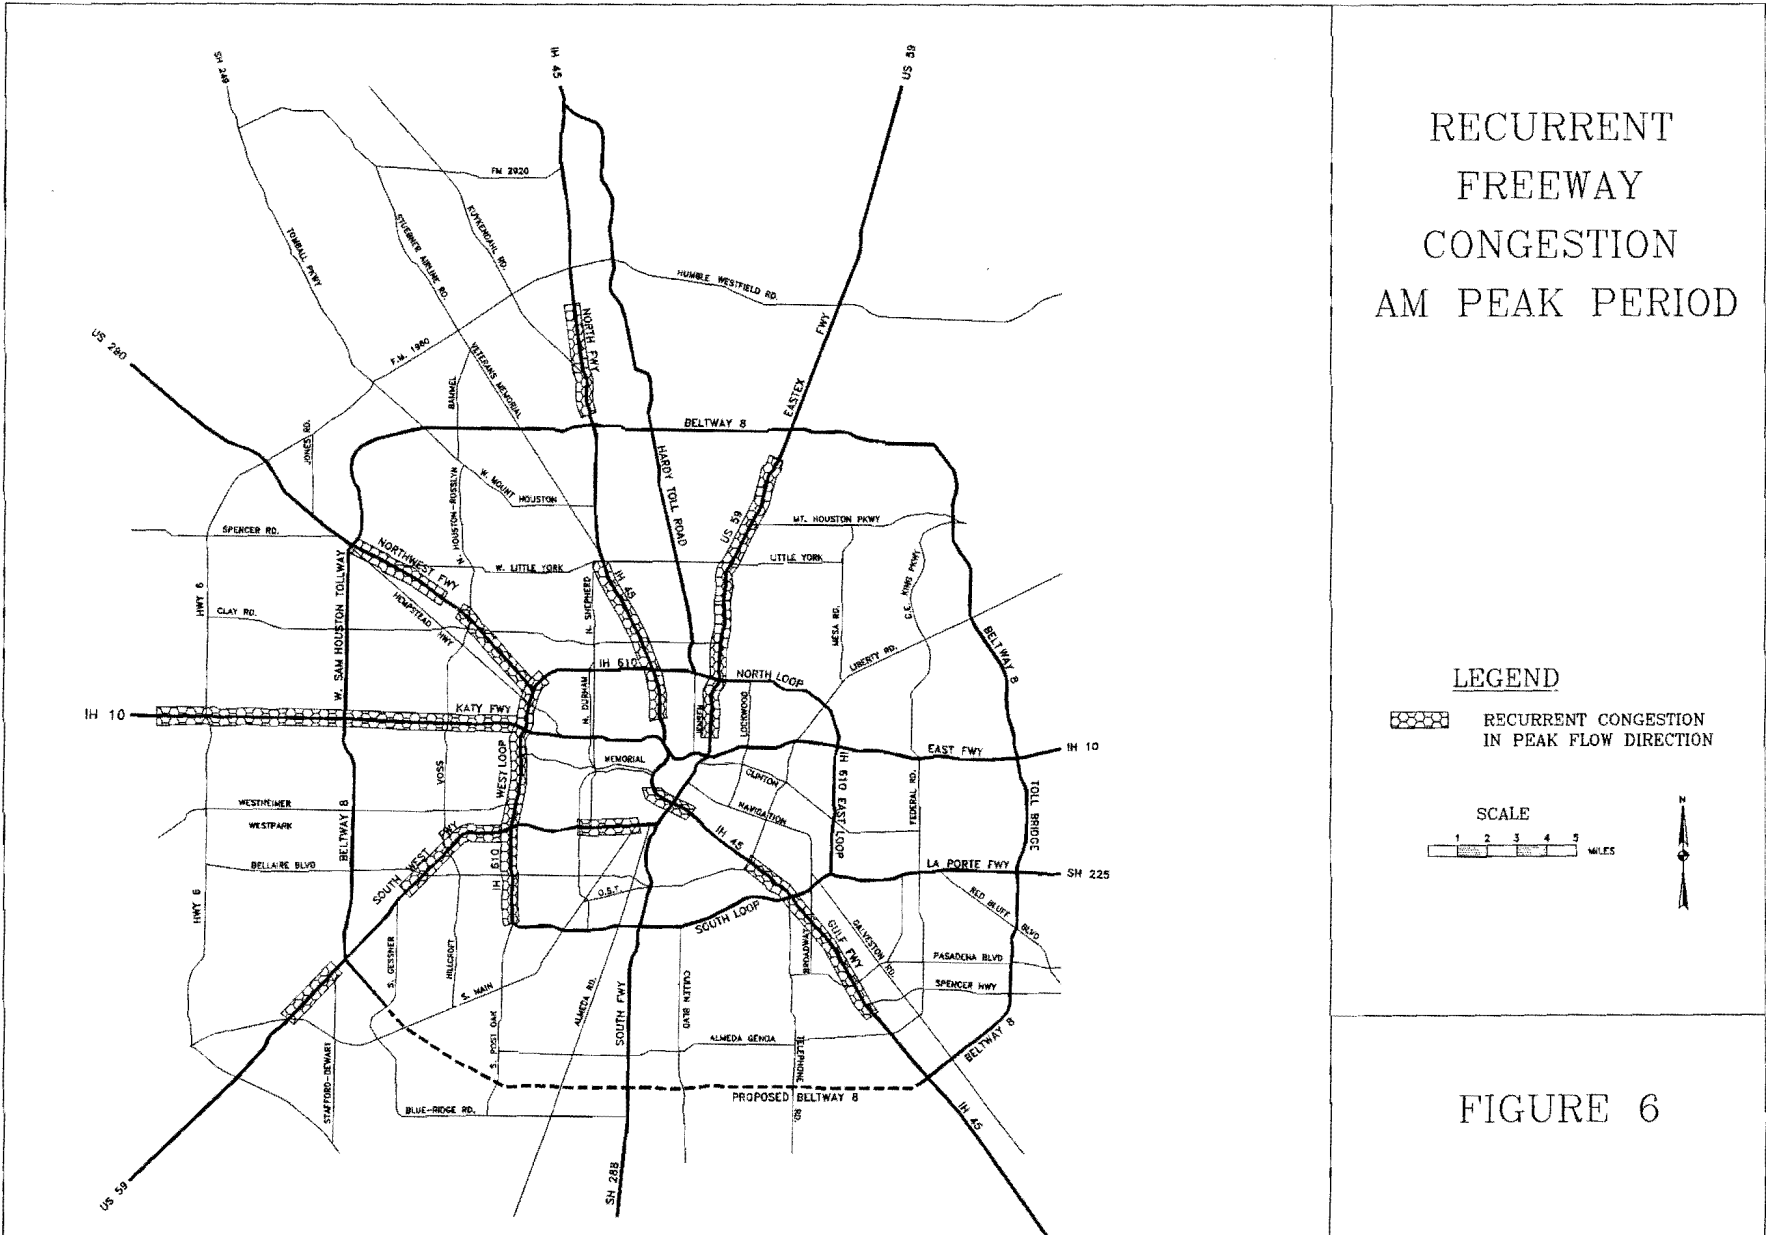 SH 249
IH 45
US 59
RECURRENT
FREEWAY
CONGESTION
AM PEAK PERIOD
FM 2920
KUYKENDAHL RD.
STUEBNER AIRLINE RD.
TOMBALL PKWY
HUMBLE WESTFIELD RD.
NORTH FWY
EASTEX FWY
US 290
F.M. 1960
VETERANS MEMORIAL
BAMMEL
JONES RD.
BELTWAY 8
HARDY TOLL ROAD
W. MOUNT HOUSTON
N. HOUSTON-ROSSLYN
SPENCER RD.
US 59
MT. HOUSTON PKWY
NORTHWEST FWY
W. LITTLE YORK
LITTLE YORK
IH 45
C.E. KING PKWY
HWY 6
CLAY RD.
HEMPSTEAD HWY
N. SHEPHERD
MESA RD.
LIBERTY RD.
BELTWAY 8
W. SAM HOUSTON TOLLWAY
IH 610
NORTH LOOP
N. DURHAM
JENSEN
LOCKWOOD
IH 10
KATY FWY
EAST FWY
IH 10
LEGEND
RECURRENT CONGESTION
IN PEAK FLOW DIRECTION
VOSS
WEST LOOP
MEMORIAL
CLINTON
NAVIGATION
IH 610 EAST LOOP
FEDERAL RD.
TOLL BRIDGE
WESTHEIMER
WESTPARK
BELTWAY 8
SOUTH WEST FWY
IH 45
SCALE
1 2 3 4 5
MILES
N
BELLAIRE BLVD
IH 610
O.S.T.
LA PORTE FWY
SH 225
RED BLUFF BLVD
HWY 6
SOUTH LOOP
GULF FWY
GALVESTON RD.
BROADWAY
PASADENA BLVD
SPENCER HWY
S. GESSNER
HILLCROFT
S. MAIN
ALMEDA RD.
SOUTH FWY
CULLEN BLVD
ALMEDA GENOA
TELEPHONE RD.
BELTWAY 8
S. POST OAK
STAFFORD-DEWART
BLUE-RIDGE RD.
PROPOSED BELTWAY 8
IH 45
US 59
SH 288
FIGURE 6